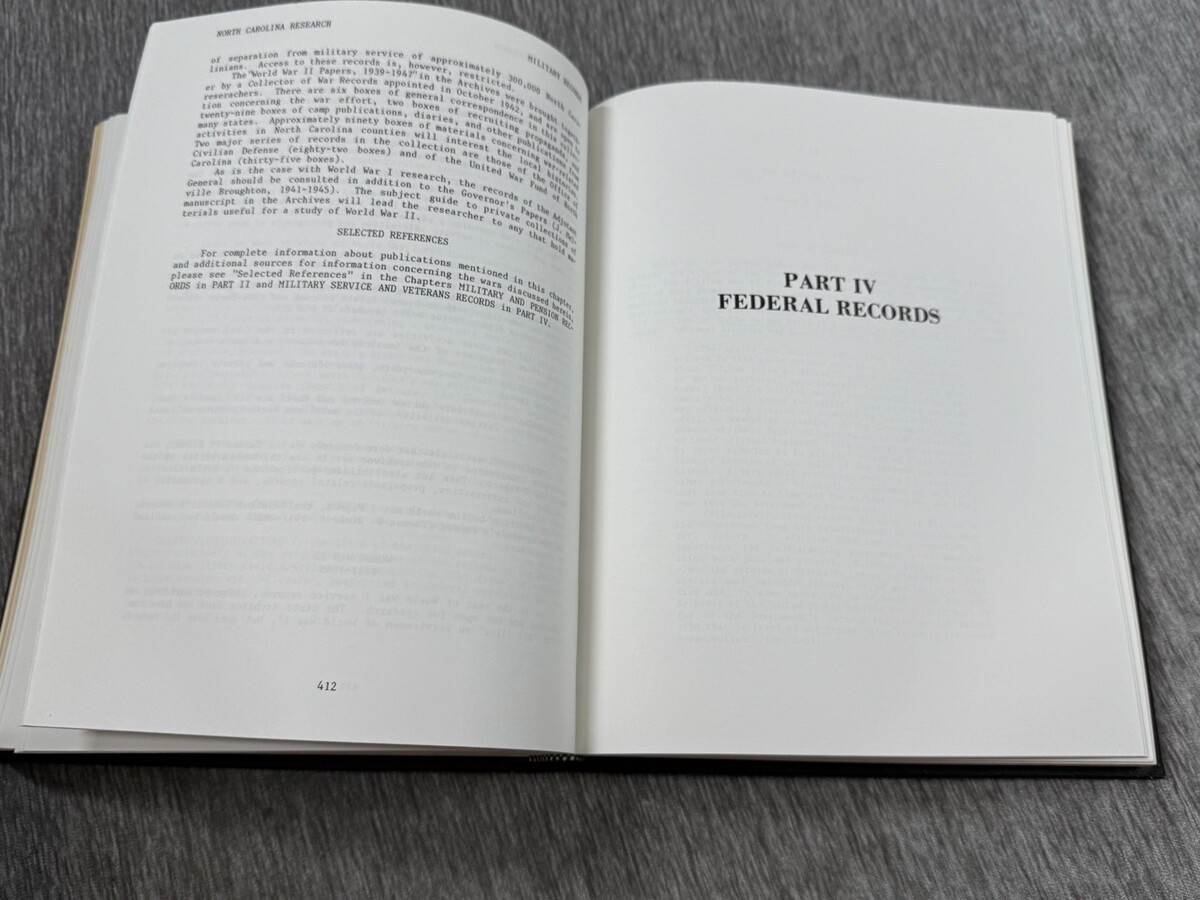 NORTH CAROLINA RESEARCH
of separation from military service of approximately 300,000 North Caro-
linians. Access to these records is, however, restricted.
The "World War II Papers, 1939-1947" in the Archives were brought
er by a Collector of War Records appointed in October 1942, and are
reserachers. There are six boxes of general correspondence in this
tion concerning the war effort, two boxes of recruiting propaganda, and
twenty-nine boxes of camp publications, diaries, and other publications from
many states. Approximately ninety boxes of materials concerning
activities in North Carolina counties will interest the local historian.
Two major series of records in the collection are those of the Office of
Civilian Defense (eighty-two boxes) and of the United War Fund of North
Carolina (thirty-five boxes).
As is the case with World War I research, the records of the Adjutant
General should be consulted in addition to the Governor's Papers (J. Mel-
ville Broughton, 1941-1945). The subject guide to private collections of
manuscript in the Archives will lead the researcher to any that hold ma-
terials useful for a study of World War II.
SELECTED REFERENCES
For complete information about publications mentioned in this chapter,
and additional sources for information concerning the wars discussed herein,
please see "Selected References" in the Chapters MILITARY AND PENSION REC-
ORDS in PART II and MILITARY SERVICE AND VETERANS RECORDS in PART IV.
412
PART IV
FEDERAL RECORDS